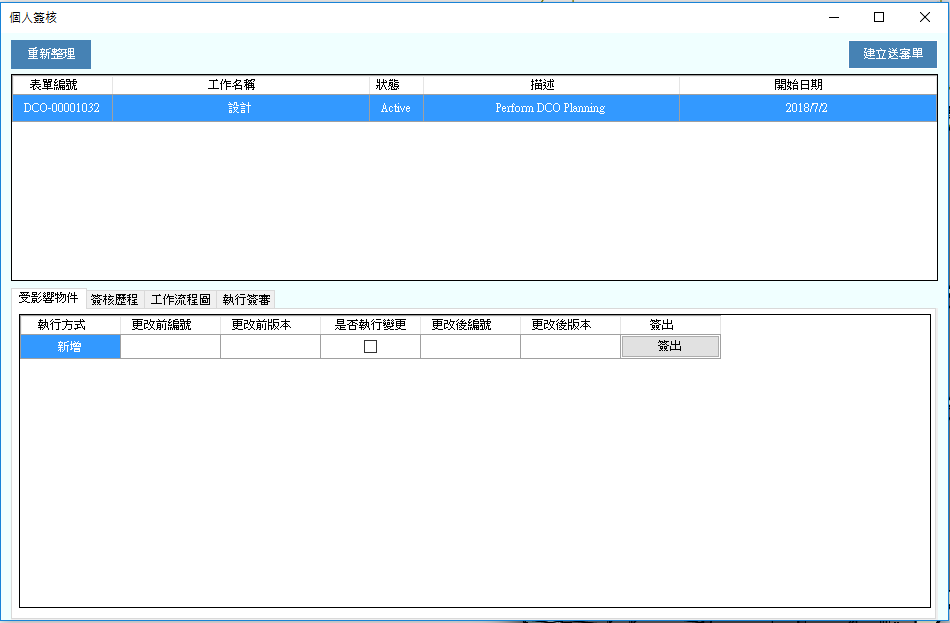 個人簽核
重新整理 建立送審單
表單編號 工作名稱 狀態 描述 開始日期
DCO-00001032 設計 Active Perform DCO Planning 2018/7/2
受影響物件 簽核歷程 工作流程圖 執行簽審
執行方式 更改前編號 更改前版本 是否執行變更 更改後編號 更改後版本 簽出
新增 簽出